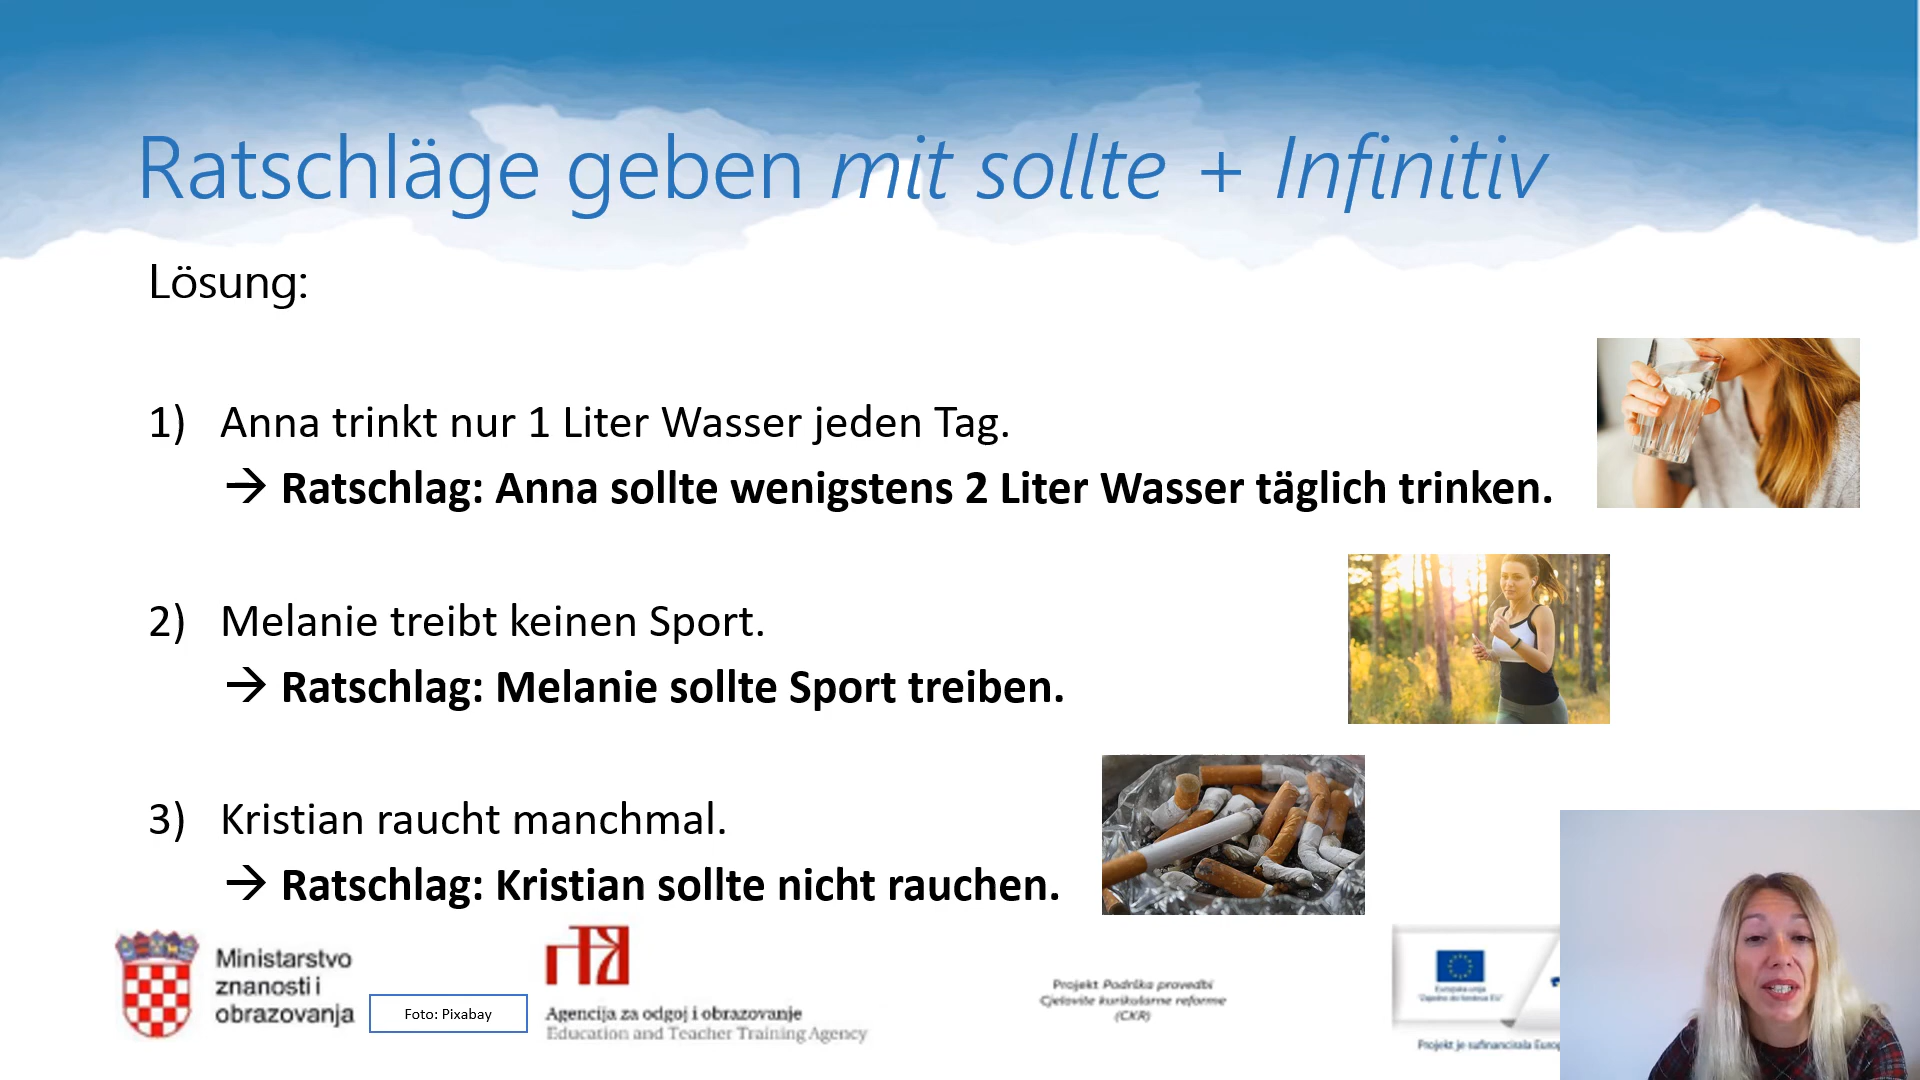 Ratschläge geben mit sollte + Infinitiv
Lösung:
1) Anna trinkt nur 1 Liter Wasser jeden Tag.
→ Ratschlag: Anna sollte wenigstens 2 Liter Wasser täglich trinken.
2) Melanie treibt keinen Sport.
→ Ratschlag: Melanie sollte Sport treiben.
3) Kristian raucht manchmal.
→ Ratschlag: Kristian sollte nicht rauchen.
Ministarstvo
znanosti i
obrazovanja
Foto: Pixabay
Agencija za odgoj i obrazovanje
Education and Teacher Training Agency
Projekt Podrška provedbi
Cjelovite kurikularne reforme
(CKR)
Europska unija
Projekt je sufinancirala